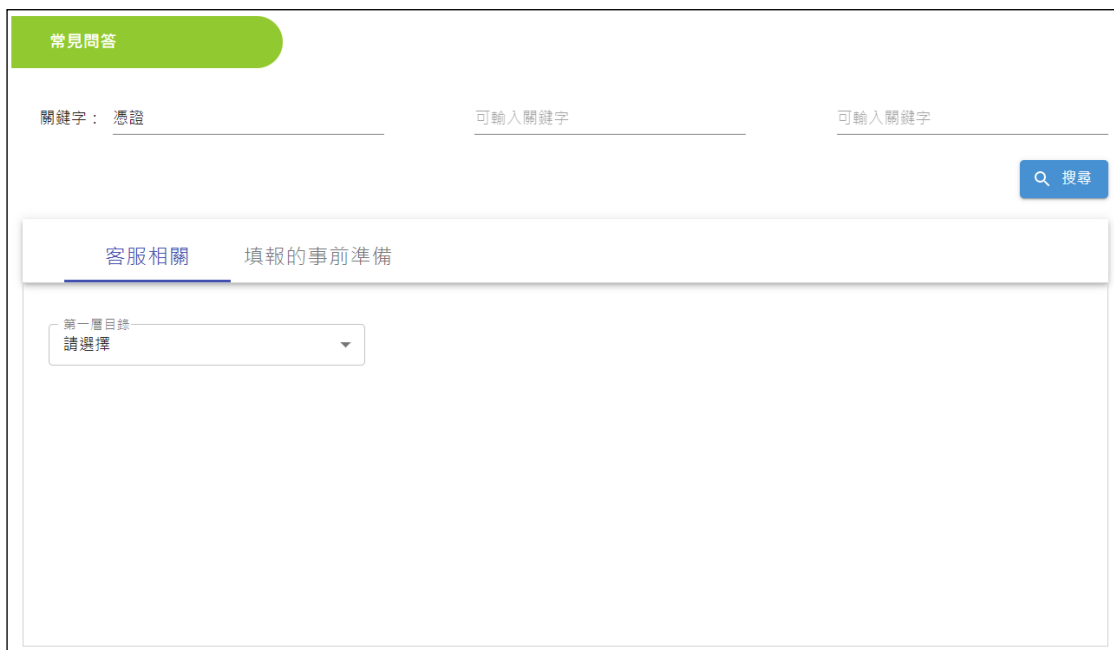 常見問答
關鍵字： 憑證 可輸入關鍵字 可輸入關鍵字
搜尋
客服相關 填報的事前準備
第一層目錄
請選擇